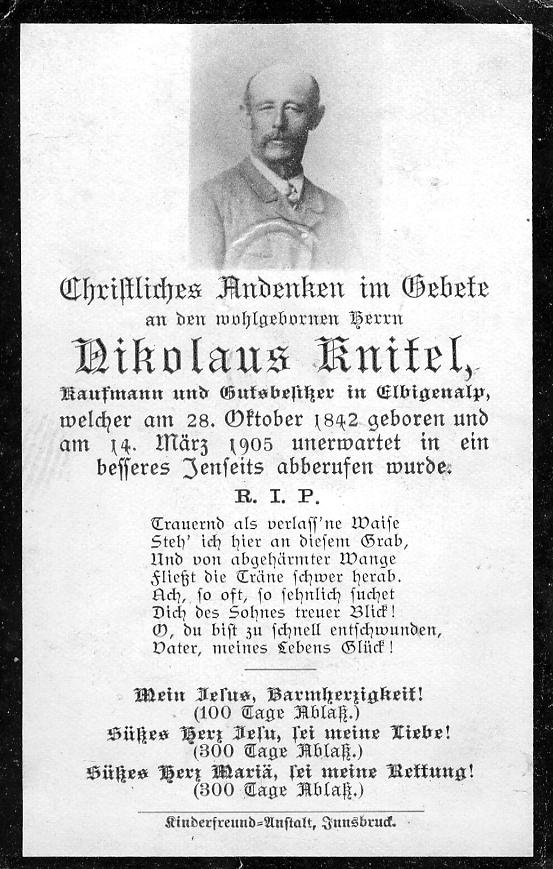 Christliches Andenken im Gebete
an den wohlgebornen Herrn
Nikolaus Knitel,
Kaufmann und Gutsbesitzer in Elbigenalp,
welcher am 28. Oktober 1842 geboren und
am 14. März 1905 unerwartet in ein
besseres Jenseits abberufen wurde.
R. I. P.
Trauernd als verlass'ne Waise
Steh' ich hier an diesem Grab,
Und von abgehärmter Wange
Fließt die Träne schwer herab.
Ach, so oft, so sehnlich suchet
Dich des Sohnes treuer Blick!
O, du bist zu schnell entschwunden,
Vater, meines Lebens Glück!
Mein Jesus, Barmherzigkeit!
(100 Tage Ablaß.)
Süßes Herz Jesu, sei meine Liebe!
(300 Tage Ablaß.)
Süßes Herz Mariä, sei meine Rettung!
(300 Tage Ablaß.)
Kinderfreund-Anstalt, Innsbruck.